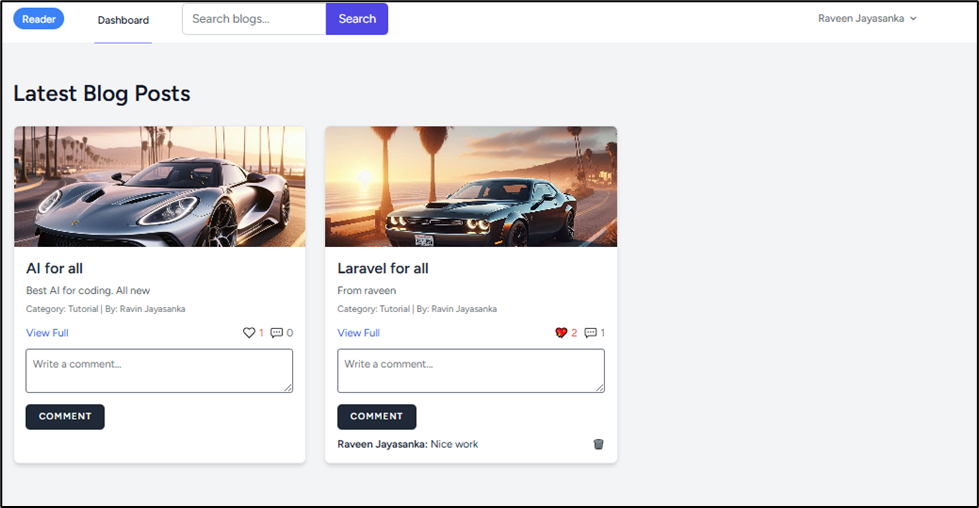 Reader Dashboard Search blogs... Search Raveen Jayasanka
Latest Blog Posts
AI for all
Best AI for coding. All new
Category: Tutorial | By: Ravin Jayasanka
View Full 1 0
Write a comment...
COMMENT
Laravel for all
From raveen
Category: Tutorial | By: Ravin Jayasanka
View Full 2 1
Write a comment...
COMMENT
Raveen Jayasanka: Nice work